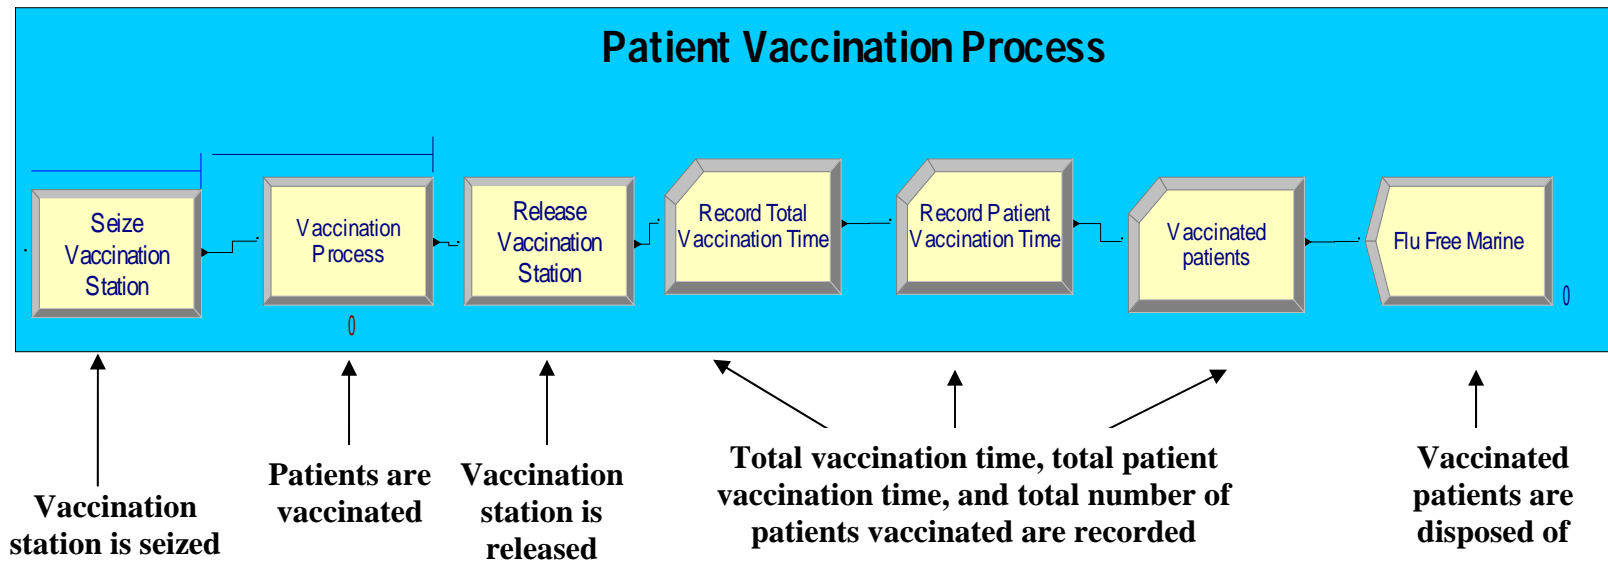 Patient Vaccination Process
Seize
Vaccination
Station
Vaccination
Process
0
Release
Vaccination
Station
Record Total
Vaccination Time
Record Patient
Vaccination Time
Vaccinated
patients
Flu Free Marine
0
Vaccination
station is seized
Patients are
vaccinated
Vaccination
station is
released
Total vaccination time, total patient
vaccination time, and total number of
patients vaccinated are recorded
Vaccinated
patients are
disposed of